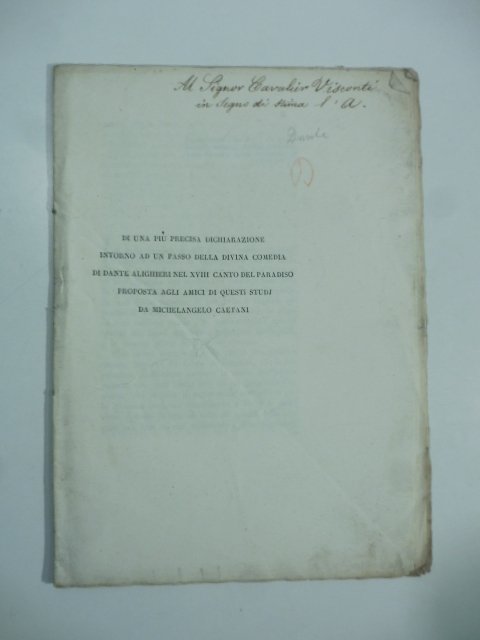 Al Signor Cavalier Visconti
in segno di stima l'A.
Dante
DI UNA PIÙ PRECISA DICHIARAZIONE
INTORNO AD UN PASSO DELLA DIVINA COMEDIA
DI DANTE ALIGHIERI NEL XVIII CANTO DEL PARADISO
PROPOSTA AGLI AMICI DI QUESTI STUDJ
DA MICHELANGELO CAETANI